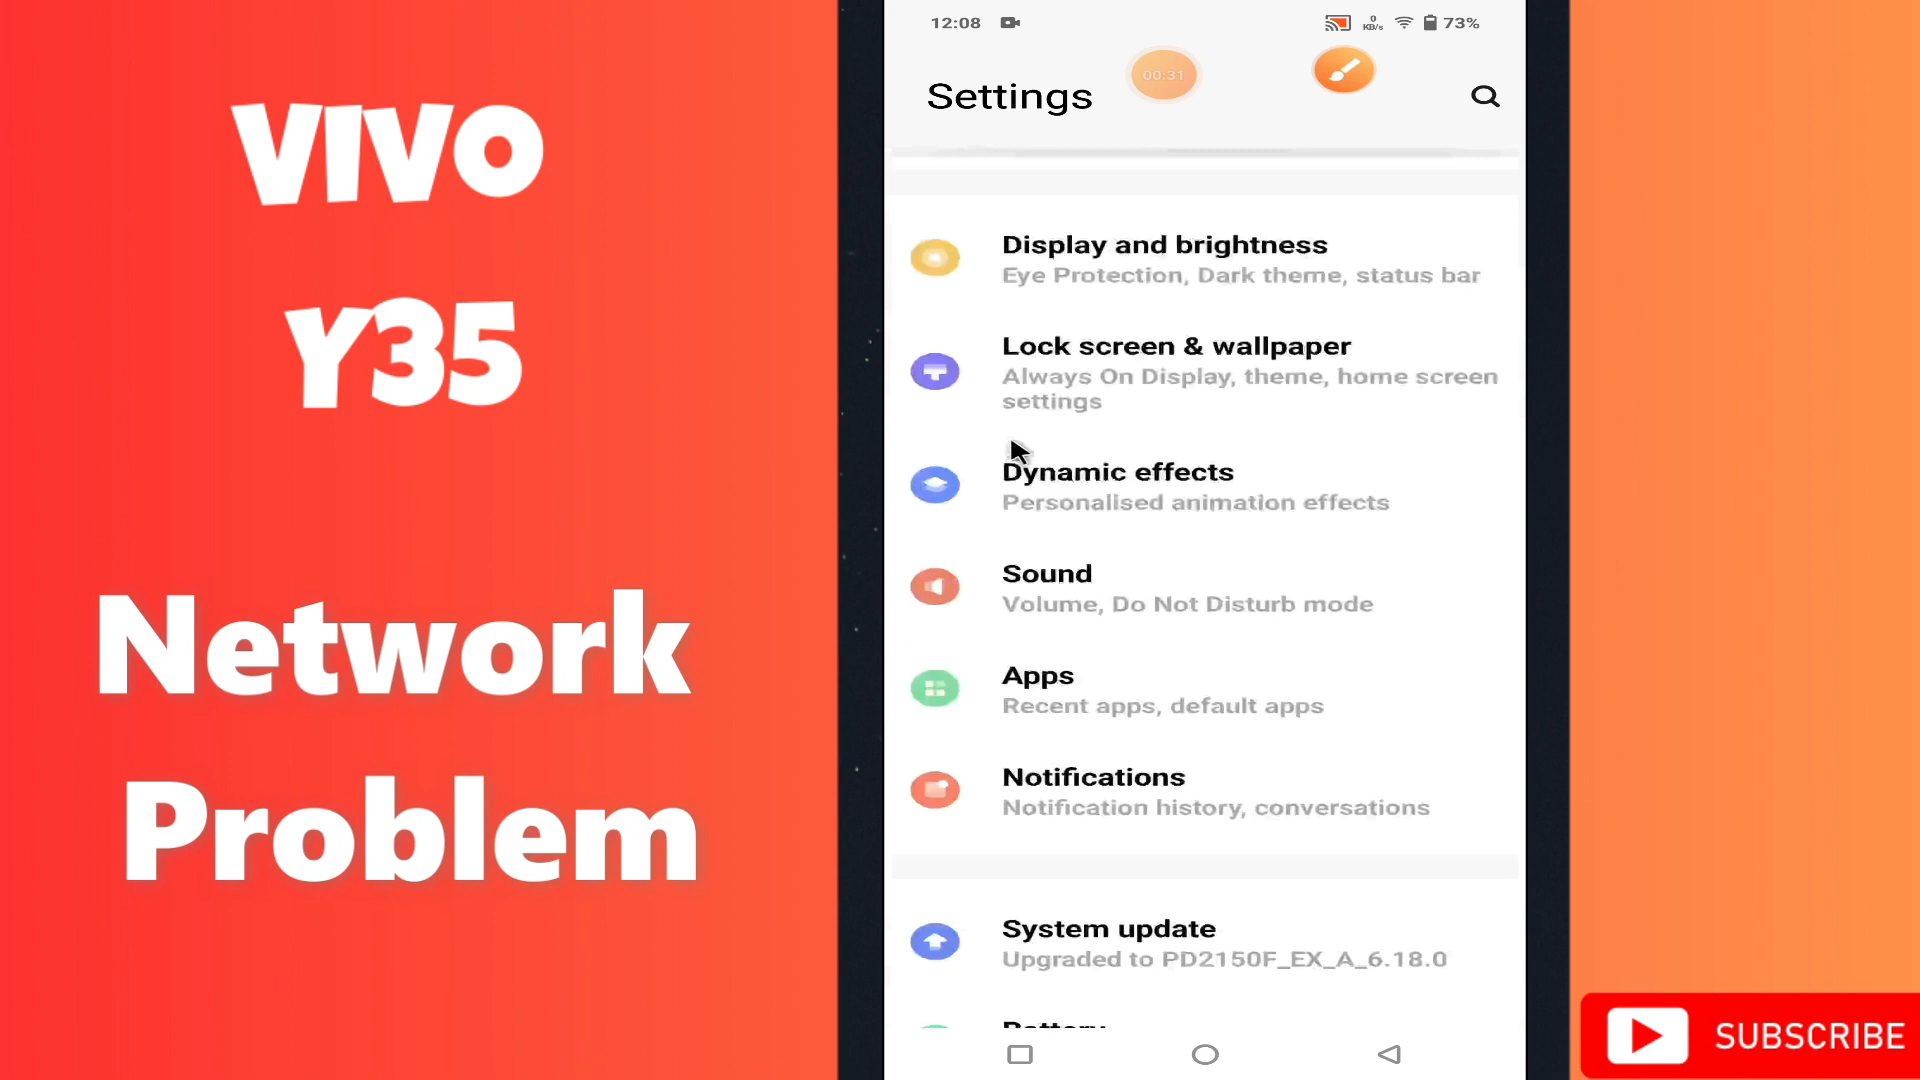 VIVO
Y35
Network
Problem
12:08
0
KB/s
73%
00:31
Settings
Display and brightness
Eye Protection, Dark theme, status bar
Lock screen & wallpaper
Always On Display, theme, home screen
settings
Dynamic effects
Personalised animation effects
Sound
Volume, Do Not Disturb mode
Apps
Recent apps, default apps
Notifications
Notification history, conversations
System update
Upgraded to PD2150F_EX_A_6.18.0
Battery
SUBSCRIBE